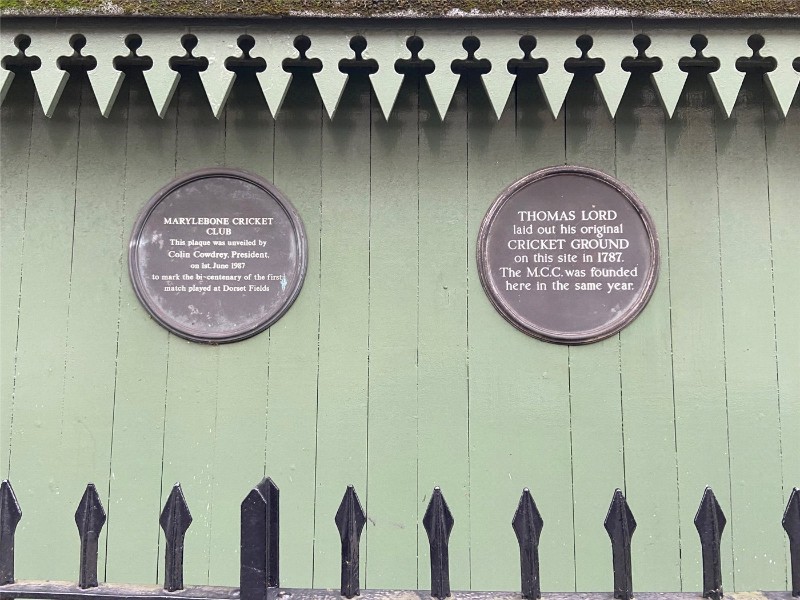 MARYLEBONE CRICKET
CLUB
This plaque was unveiled by
Colin Cowdrey, President,
on 1st. June 1987
to mark the bi-centenary of the first
match played at Dorset Fields
THOMAS LORD
laid out his original
CRICKET GROUND
on this site in 1787.
The M.C.C. was founded
here in the same year.